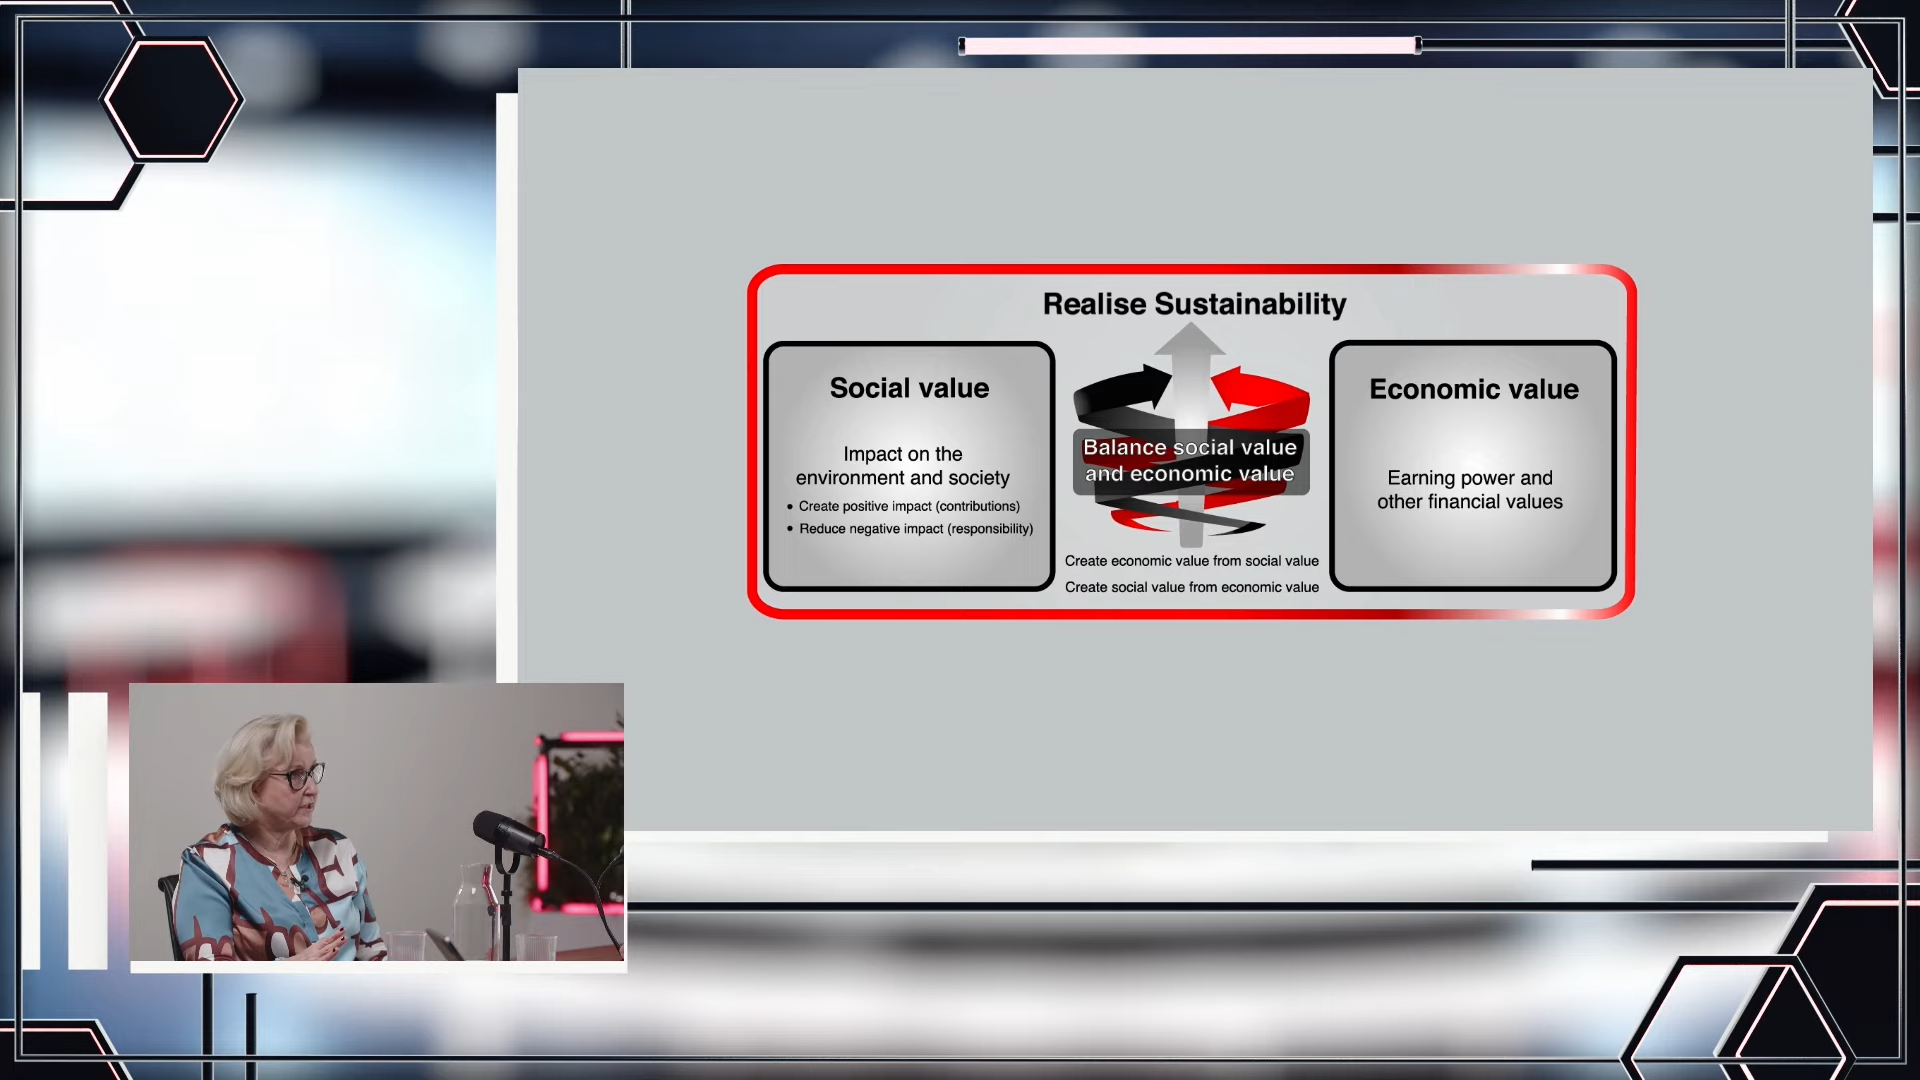 Realise Sustainability
Social value
Impact on the
environment and society
• Create positive impact (contributions)
• Reduce negative impact (responsibility)
Balance social value
and economic value
Create economic value from social value
Create social value from economic value
Economic value
Earning power and
other financial values